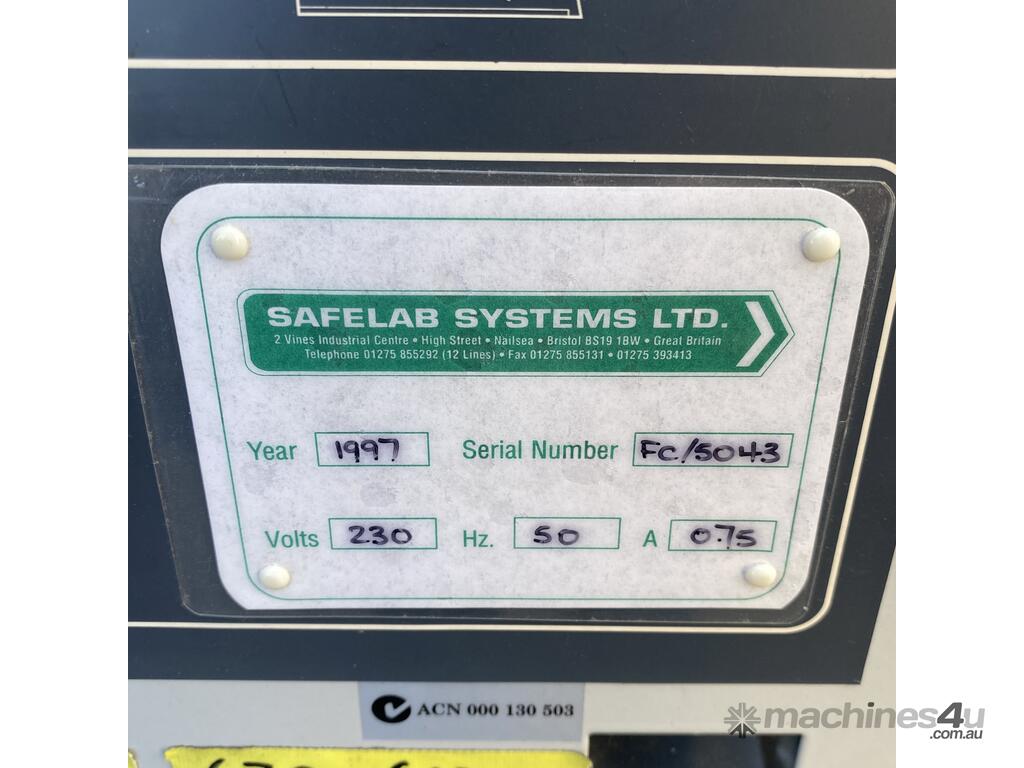 SAFELAB SYSTEMS LTD.
2 Vines Industrial Centre • High Street • Nailsea • Bristol BS19 1BW • Great Britain
Telephone 01275 855292 (12 Lines) • Fax 01275 855131 • 01275 393413
Year 1997 Serial Number FC/5043
Volts 230 Hz. 50 A 0.75
ACN 000 130 503
machines4u
.com.au